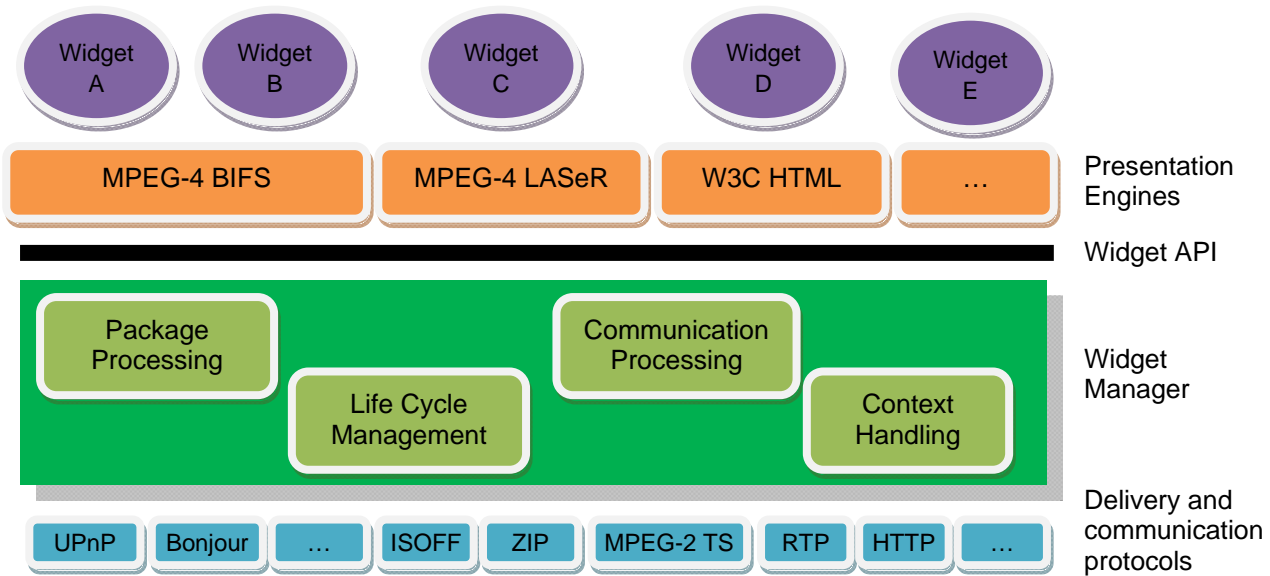 Widget
A
Widget
B
Widget
C
Widget
D
Widget
E
MPEG-4 BIFS
MPEG-4 LASeR
W3C HTML
…
Presentation
Engines
Widget API
Package
Processing
Life Cycle
Management
Communication
Processing
Context
Handling
Widget
Manager
UPnP
Bonjour
…
ISOFF
ZIP
MPEG-2 TS
RTP
HTTP
…
Delivery and
communication
protocols